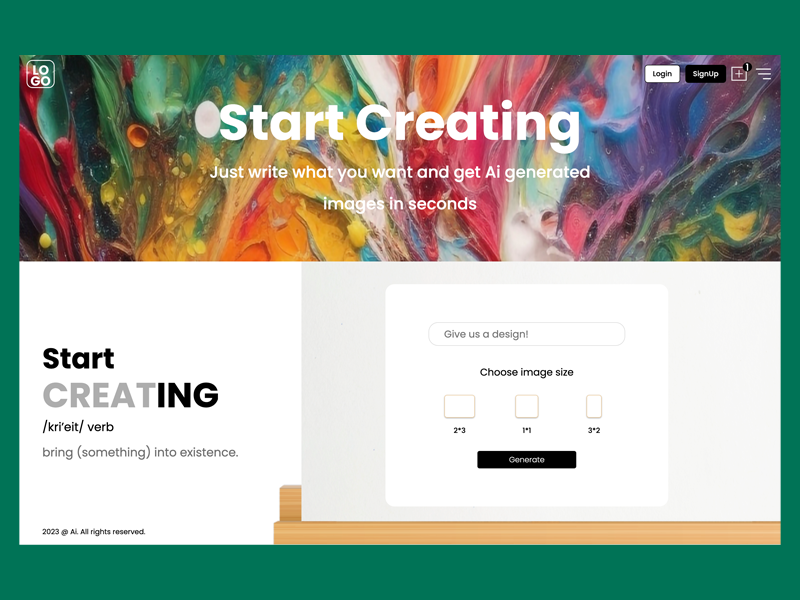 LO
GO
Login
SignUp
1
Start Creating
Just write what you want and get Ai generated
images in seconds
Start
CREATING
/kri'eit/ verb
bring (something) into existence.
2023 @ Ai. All rights reserved.
Give us a design!
Choose image size
2*3
1*1
3*2
Generate